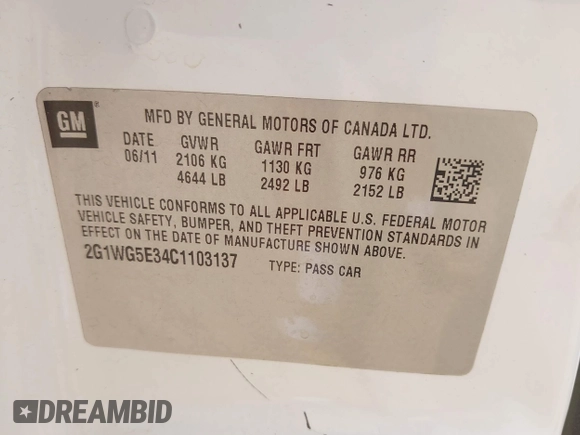 GM
MFD BY GENERAL MOTORS OF CANADA LTD.
DATE GVWR GAWR FRT GAWR RR
06/11 2106 KG 1130 KG 976 KG
4644 LB 2492 LB 2152 LB
THIS VEHICLE CONFORMS TO ALL APPLICABLE U.S. FEDERAL MOTOR
VEHICLE SAFETY, BUMPER, AND THEFT PREVENTION STANDARDS IN
EFFECT ON THE DATE OF MANUFACTURE SHOWN ABOVE.
2G1WG5E34C1103137 TYPE: PASS CAR
DREAMBID